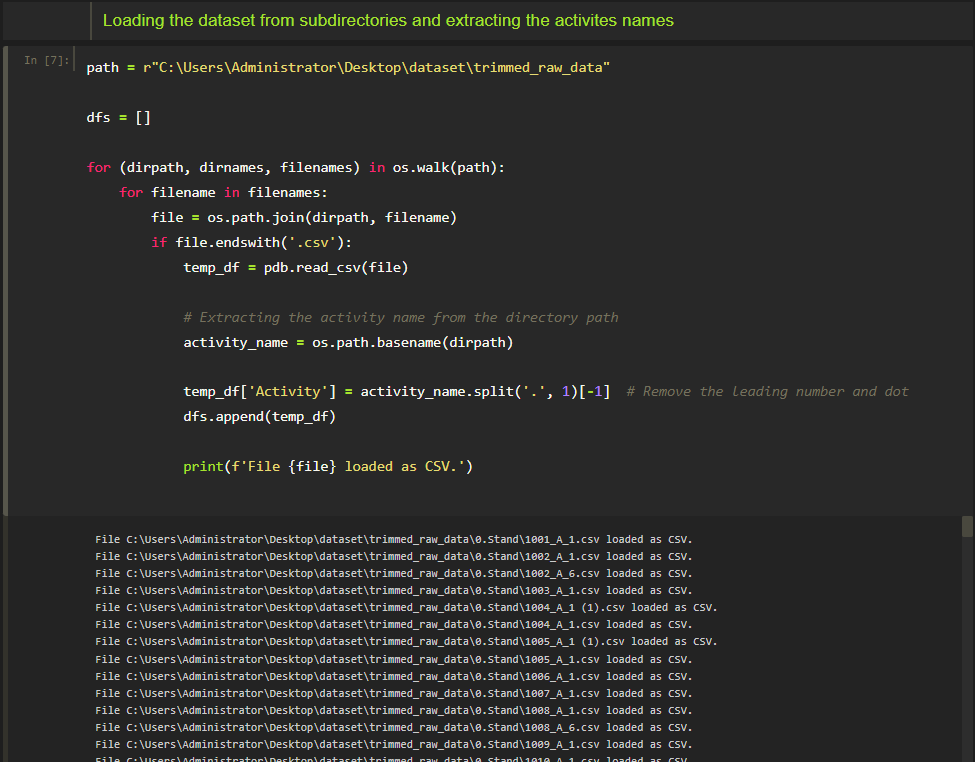 Loading the dataset from subdirectories and extracting the activites names
In [7]:
path = r"C:\Users\Administrator\Desktop\dataset\trimmed_raw_data"
dfs = []
for (dirpath, dirnames, filenames) in os.walk(path):
    for filename in filenames:
        file = os.path.join(dirpath, filename)
        if file.endswith('.csv'):
            temp_df = pdb.read_csv(file)
            # Extracting the activity name from the directory path
            activity_name = os.path.basename(dirpath)
            temp_df['Activity'] = activity_name.split('.', 1)[-1]  # Remove the leading number and dot
            dfs.append(temp_df)
            print(f'File {file} loaded as CSV.')
File C:\Users\Administrator\Desktop\dataset\trimmed_raw_data\0.Stand\1001_A_1.csv loaded as CSV.
File C:\Users\Administrator\Desktop\dataset\trimmed_raw_data\0.Stand\1002_A_1.csv loaded as CSV.
File C:\Users\Administrator\Desktop\dataset\trimmed_raw_data\0.Stand\1002_A_6.csv loaded as CSV.
File C:\Users\Administrator\Desktop\dataset\trimmed_raw_data\0.Stand\1003_A_1.csv loaded as CSV.
File C:\Users\Administrator\Desktop\dataset\trimmed_raw_data\0.Stand\1004_A_1 (1).csv loaded as CSV.
File C:\Users\Administrator\Desktop\dataset\trimmed_raw_data\0.Stand\1004_A_1.csv loaded as CSV.
File C:\Users\Administrator\Desktop\dataset\trimmed_raw_data\0.Stand\1005_A_1 (1).csv loaded as CSV.
File C:\Users\Administrator\Desktop\dataset\trimmed_raw_data\0.Stand\1005_A_1.csv loaded as CSV.
File C:\Users\Administrator\Desktop\dataset\trimmed_raw_data\0.Stand\1006_A_1.csv loaded as CSV.
File C:\Users\Administrator\Desktop\dataset\trimmed_raw_data\0.Stand\1007_A_1.csv loaded as CSV.
File C:\Users\Administrator\Desktop\dataset\trimmed_raw_data\0.Stand\1008_A_1.csv loaded as CSV.
File C:\Users\Administrator\Desktop\dataset\trimmed_raw_data\0.Stand\1008_A_6.csv loaded as CSV.
File C:\Users\Administrator\Desktop\dataset\trimmed_raw_data\0.Stand\1009_A_1.csv loaded as CSV.
File C:\Users\Administrator\Desktop\dataset\trimmed_raw_data\0.Stand\1010_A_1.csv loaded as CSV.